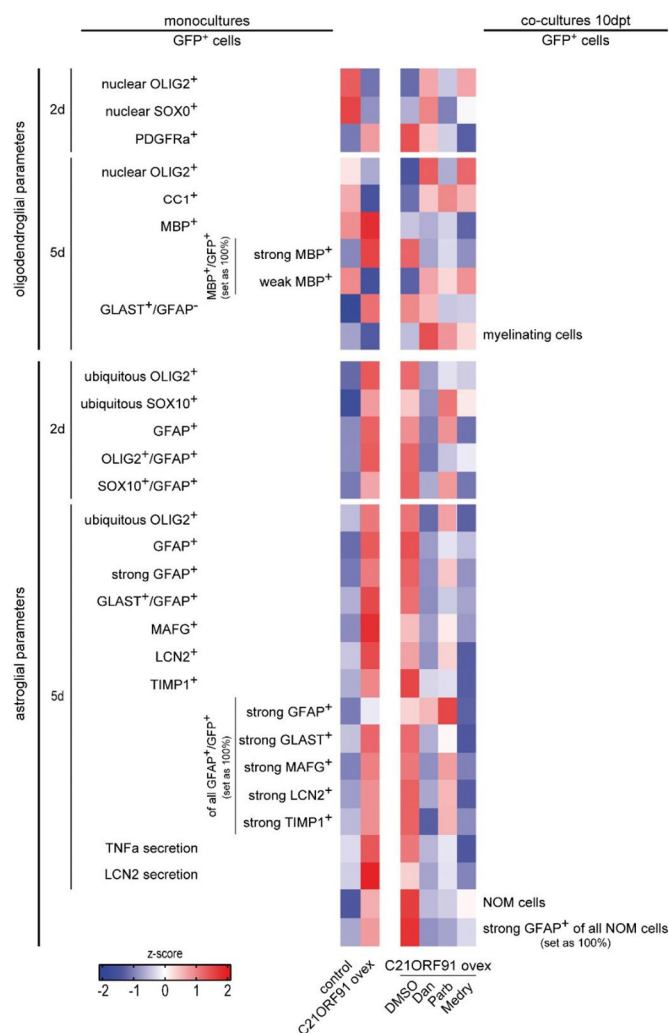 monocultures
co-cultures 10dpt
GFP+ cells
GFP+ cells
oligodendroglial parameters
2d
nuclear OLIG2+
nuclear SOX0+
PDGFRa+
5d
nuclear OLIG2+
CC1+
MBP+
MBP+/GFP+
(set as 100%)
strong MBP+
weak MBP+
GLAST+/GFAP-
myelinating cells
astroglial parameters
2d
ubiquitous OLIG2+
ubiquitous SOX10+
GFAP+
OLIG2+/GFAP+
SOX10+/GFAP+
5d
ubiquitous OLIG2+
GFAP+
strong GFAP+
GLAST+/GFAP+
MAFG+
LCN2+
TIMP1+
of all GFAP+/GFP+
(set as 100%)
strong GFAP+
strong GLAST+
strong MAFG+
strong LCN2+
strong TIMP1+
TNFa secretion
LCN2 secretion
NOM cells
strong GFAP+ of all NOM cells
(set as 100%)
z-score
-2 -1 0 1 2
control
C21ORF91 ovex
C21ORF91 ovex
DMSO
Dan
Parb
Medry